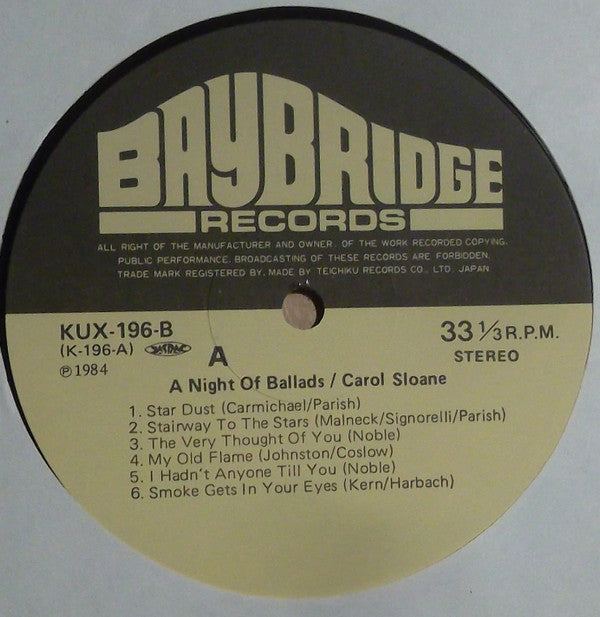 BAYBRIDGE
RECORDS
ALL RIGHT OF THE MANUFACTURER AND OWNER. OF THE WORK RECORDED COPYING.
PUBLIC PERFORMANCE. BROADCASTING OF THESE RECORDS ARE FORBIDDEN.
TRADE MARK REGISTERED BY. MADE BY TEICHIKU RECORDS CO., LTD. JAPAN
KUX-196-B
(K-196-A)
℗1984
A
33 1/3 R.P.M.
STEREO
A Night Of Ballads / Carol Sloane
1. Star Dust (Carmichael/Parish)
2. Stairway To The Stars (Malneck/Signorelli/Parish)
3. The Very Thought Of You (Noble)
4. My Old Flame (Johnston/Coslow)
5. I Hadn't Anyone Till You (Noble)
6. Smoke Gets In Your Eyes (Kern/Harbach)